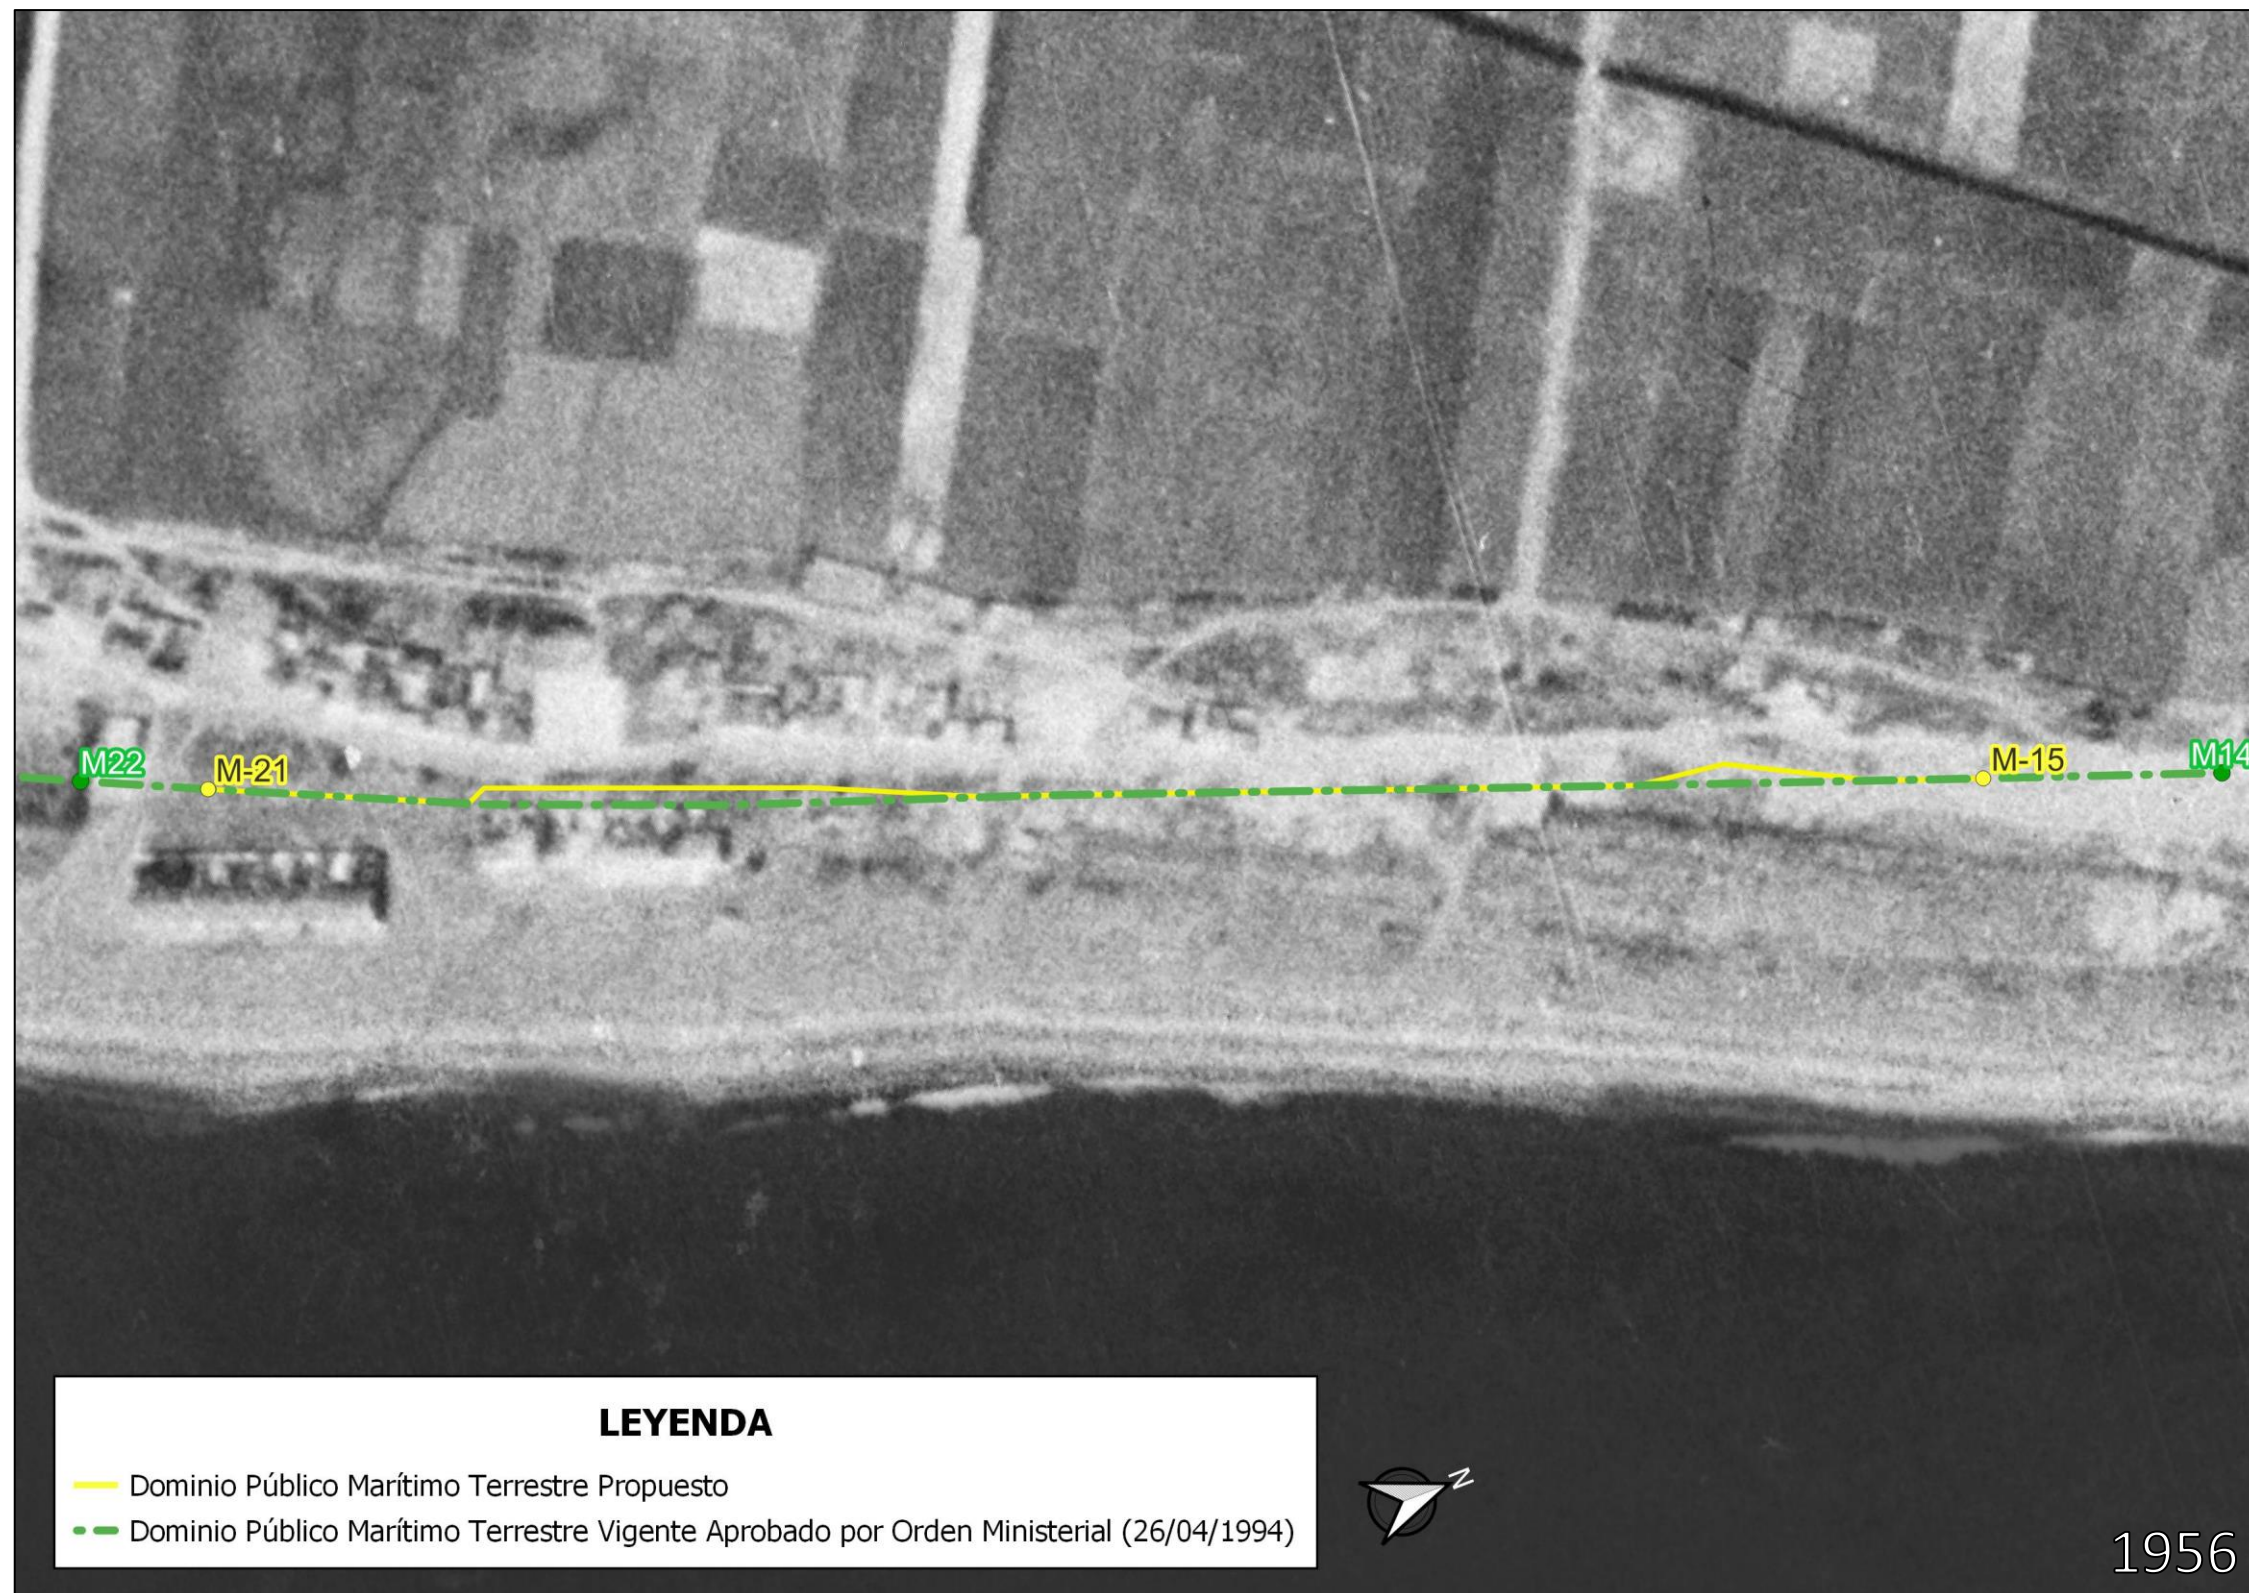 M22
M-21
M-15
M14
LEYENDA
Dominio Público Marítimo Terrestre Propuesto
Dominio Público Marítimo Terrestre Vigente Aprobado por Orden Ministerial (26/04/1994)
N
1956